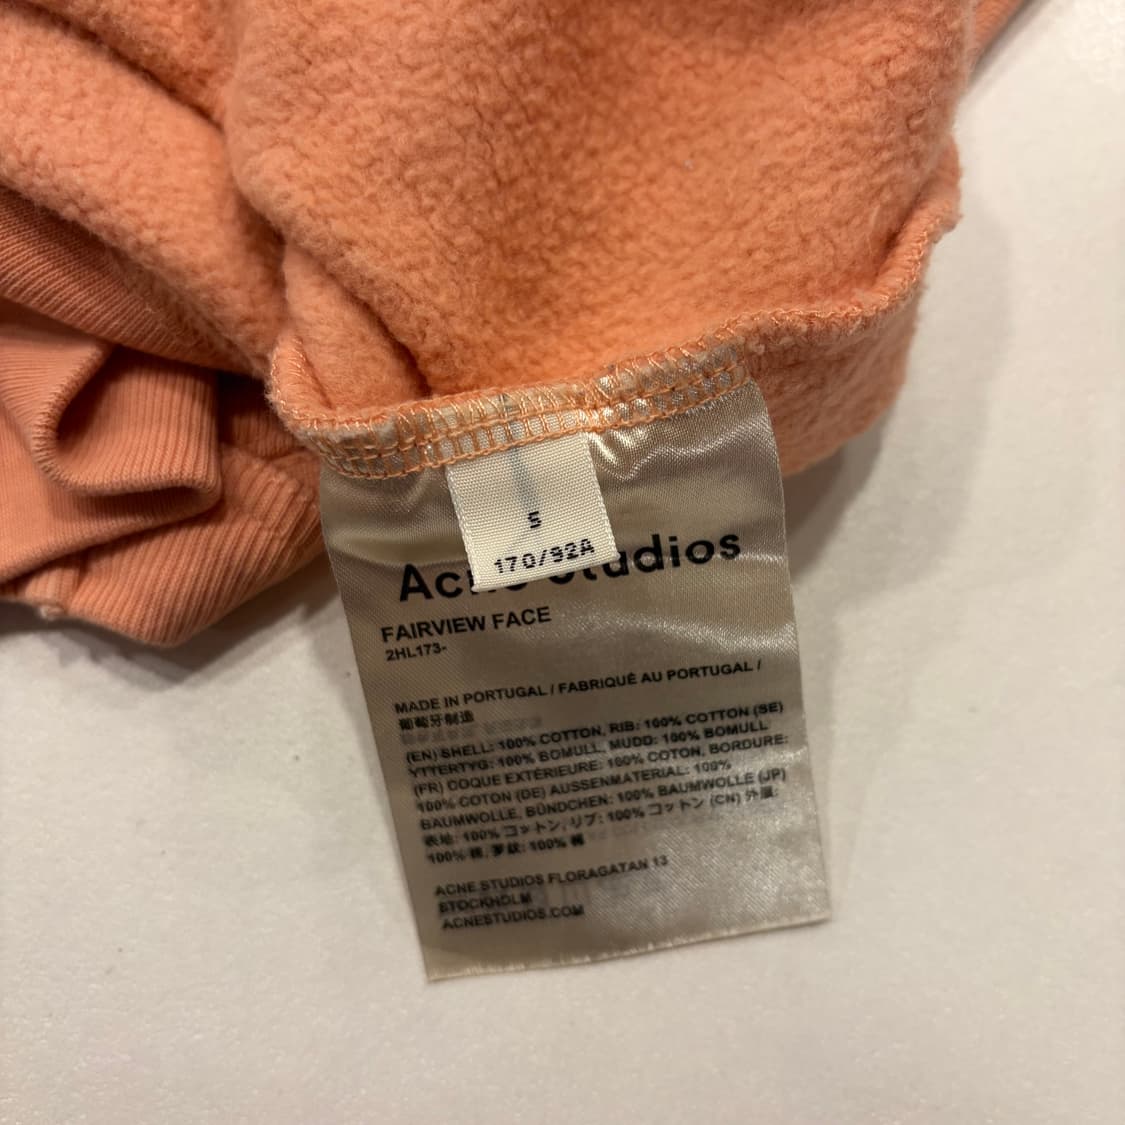 S
170/92A
Acne Studios
FAIRVIEW FACE
2HL173-
MADE IN PORTUGAL / FABRIQUÉ AU PORTUGAL /
葡萄牙制造
(EN) SHELL: 100% COTTON, RIB: 100% COTTON (SE)
YTTERTYG: 100% BOMULL, MUDD: 100% BOMULL
(FR) COQUE EXTÉRIEURE: 100% COTON, BORDURE:
100% COTON (DE) AUSSENMATERIAL: 100%
BAUMWOLLE, BÜNDCHEN: 100% BAUMWOLLE (JP)
表地: 100% コットン, リブ: 100% コットン (CN) 外層:
100% 棉, 罗纹: 100% 棉
ACNE STUDIOS FLORAGATAN 13
STOCKHOLM
ACNESTUDIOS.COM